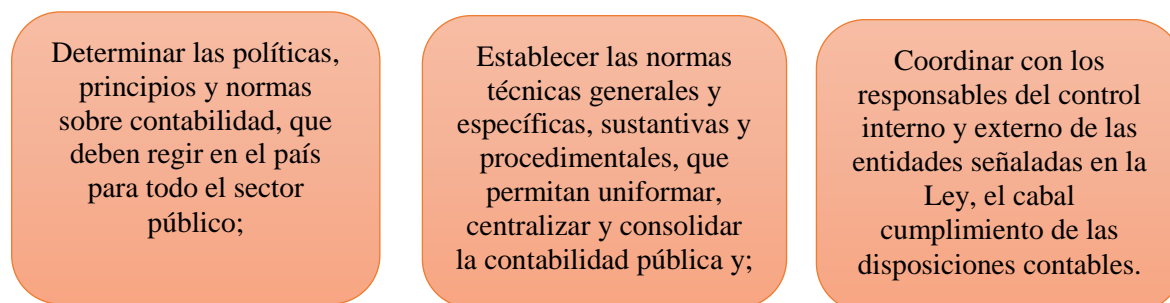 Determinar las políticas,
principios y normas
sobre contabilidad, que
deben regir en el país
para todo el sector
público;
Establecer las normas
técnicas generales y
específicas, sustantivas y
procedimentales, que
permitan uniformar,
centralizar y consolidar
la contabilidad pública y;
Coordinar con los
responsables del control
interno y externo de las
entidades señaladas en la
Ley, el cabal
cumplimiento de las
disposiciones contables.